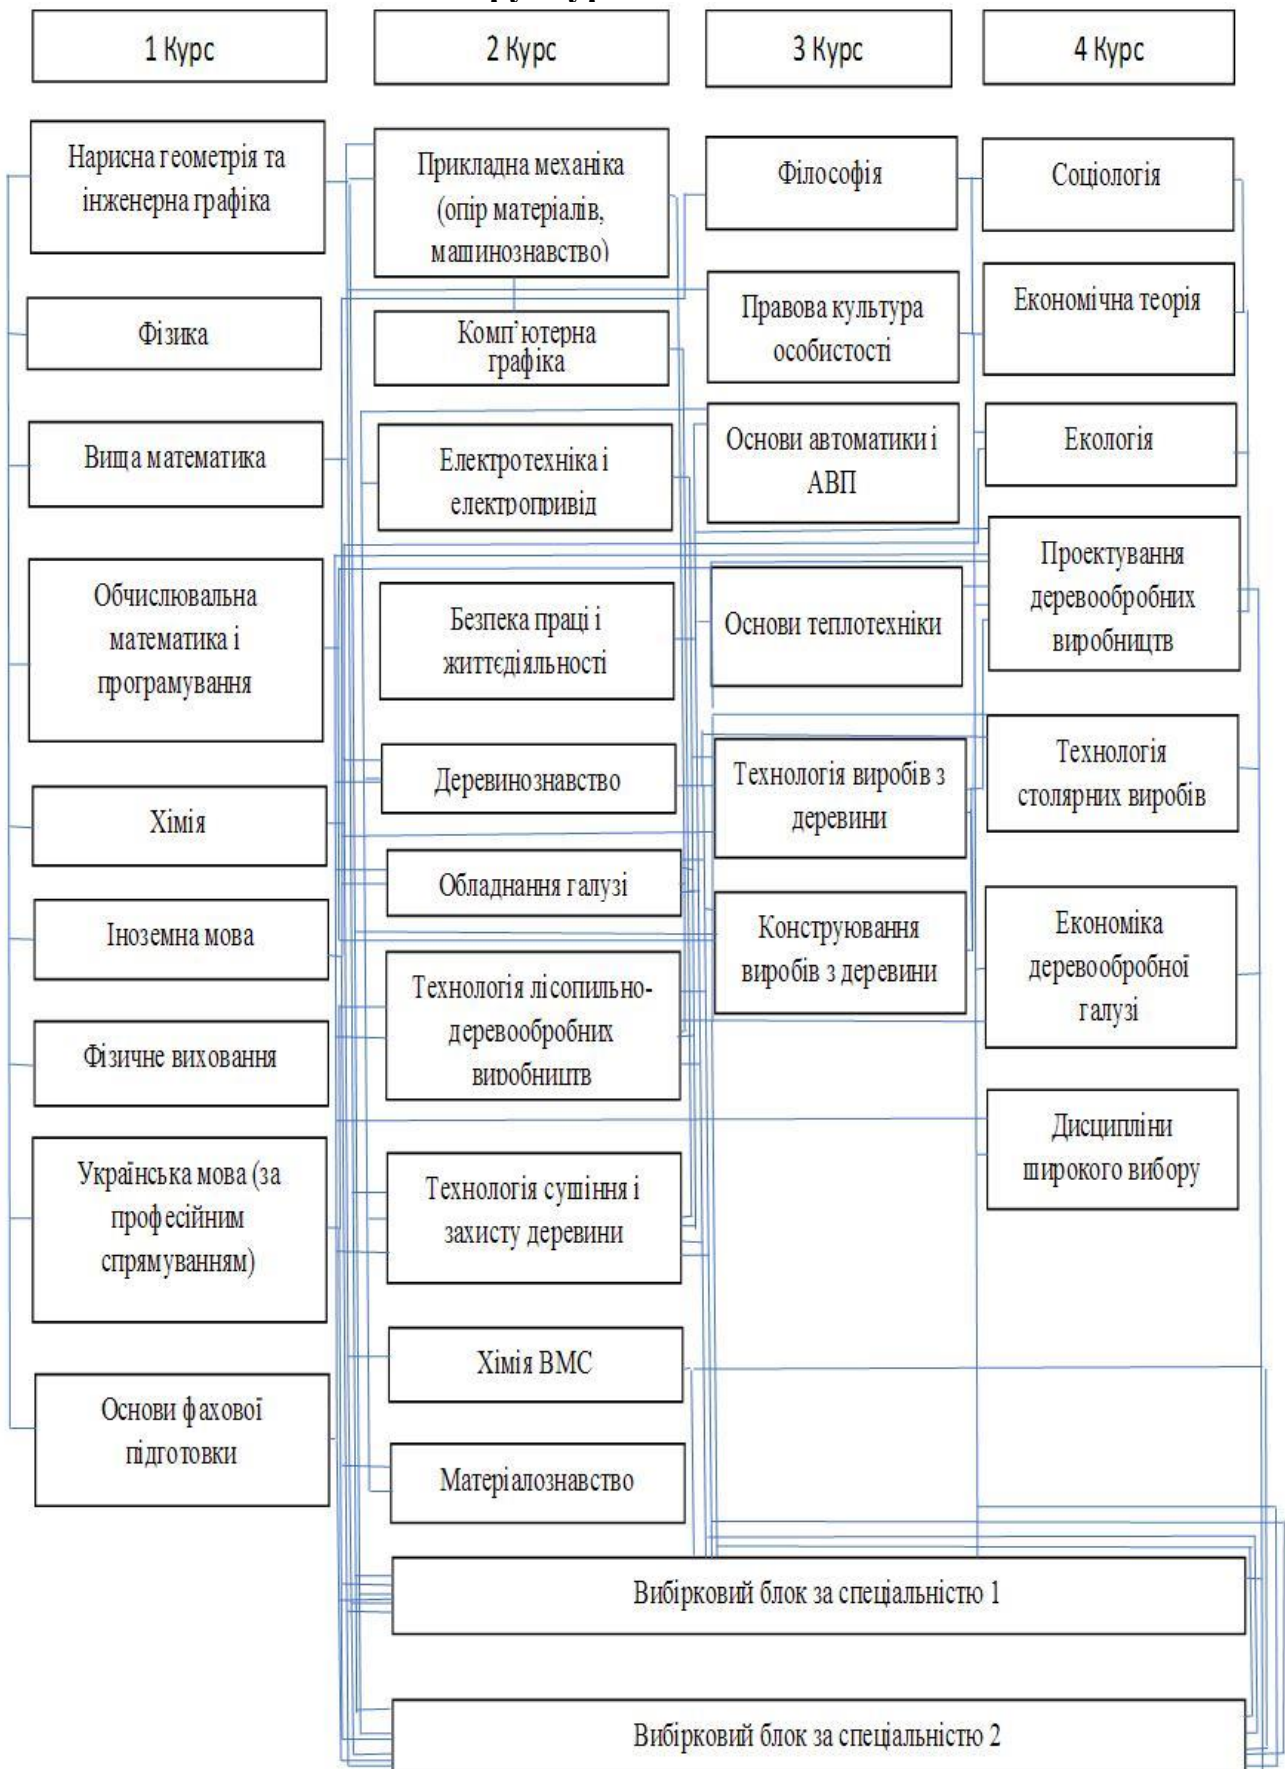 1 Курс
2 Курс
3 Курс
4 Курс
Нарисна геометрія та
інженерна графіка
Фізика
Вища математика
Обчислювальна
математика і
програмування
Хімія
Іноземна мова
Фізичне виховання
Українська мова (за
професійним
спрямуванням)
Основи фахової
підготовки
Прикладна механіка
(опір матеріалів,
машинознавство)
Комп’ютерна
графіка
Електротехніка і
електропривід
Безпека праці і
життєдіяльності
Деревинознавство
Обладнання галузі
Технологія лісопильно-
деревообробних
виробництв
Технологія сушіння і
захисту деревини
Хімія ВМС
Матеріалознавство
Філософія
Правова культура
особистості
Основи автоматики і
АВП
Основи теплотехніки
Технологія виробів з
деревини
Конструювання
виробів з деревини
Соціологія
Економічна теорія
Екологія
Проектування
деревообробних
виробництв
Технологія
столярних виробів
Економіка
деревообробної
галузі
Дисципліни
широкого вибору
Вибірковий блок за спеціальністю 1
Вибірковий блок за спеціальністю 2